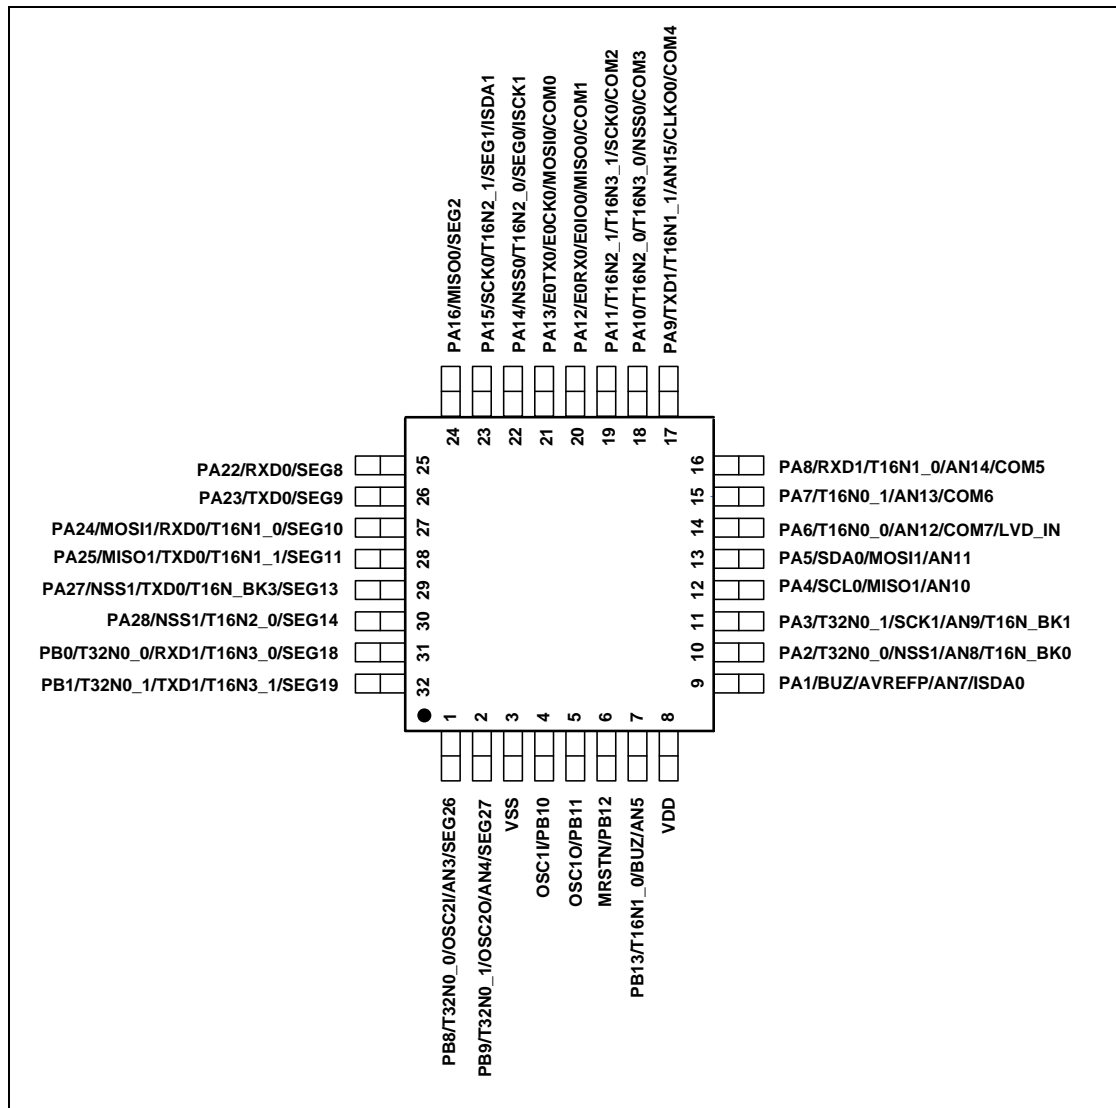 PA16/MISO0/SEG2
PA15/SCK0/T16N2_1/SEG1/ISDA1
PA14/NSS0/T16N2_0/SEG0/ISCK1
PA13/E0TX0/E0CK0/MOSI0/COM0
PA12/E0RX0/E0IO0/MISO0/COM1
PA11/T16N2_1/T16N3_1/SCK0/COM2
PA10/T16N2_0/T16N3_0/NSS0/COM3
PA9/TXD1/T16N1_1/AN15/CLKO0/COM4
24
23
22
21
20
19
18
17
PA22/RXD0/SEG8
25
PA23/TXD0/SEG9
26
PA24/MOSI1/RXD0/T16N1_0/SEG10
27
PA25/MISO1/TXD0/T16N1_1/SEG11
28
PA27/NSS1/TXD0/T16N_BK3/SEG13
29
PA28/NSS1/T16N2_0/SEG14
30
PB0/T32N0_0/RXD1/T16N3_0/SEG18
31
PB1/T32N0_1/TXD1/T16N3_1/SEG19
32
16
PA8/RXD1/T16N1_0/AN14/COM5
15
PA7/T16N0_1/AN13/COM6
14
PA6/T16N0_0/AN12/COM7/LVD_IN
13
PA5/SDA0/MOSI1/AN11
12
PA4/SCL0/MISO1/AN10
11
PA3/T32N0_1/SCK1/AN9/T16N_BK1
10
PA2/T32N0_0/NSS1/AN8/T16N_BK0
9
PA1/BUZ/AVREFP/AN7/ISDA0
1
2
3
4
5
6
7
8
PB8/T32N0_0/OSC2I/AN3/SEG26
PB9/T32N0_1/OSC2O/AN4/SEG27
VSS
OSC1I/PB10
OSC1O/PB11
MRSTN/PB12
PB13/T16N1_0/BUZ/AN5
VDD